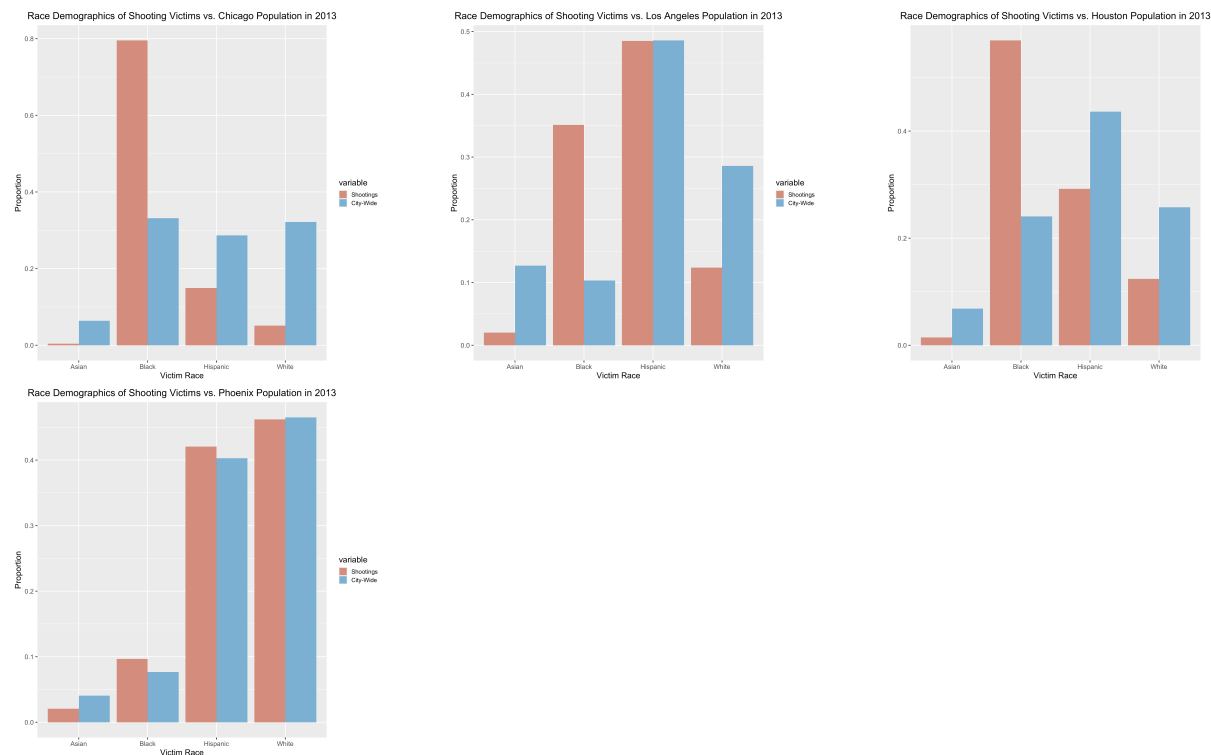 Race Demographics of Shooting Victims vs. Chicago Population in 2013
0.8
0.6
0.4
0.2
0.0
Proportion
Asian
Black
Hispanic
White
Victim Race
variable
Shootings
City-Wide
Race Demographics of Shooting Victims vs. Los Angeles Population in 2013
0.5
0.4
0.3
0.2
0.1
0.0
Proportion
Asian
Black
Hispanic
White
Victim Race
variable
Shootings
City-Wide
Race Demographics of Shooting Victims vs. Houston Population in 2013
0.4
0.2
0.0
Proportion
Asian
Black
Hispanic
White
Victim Race
Race Demographics of Shooting Victims vs. Phoenix Population in 2013
0.4
0.3
0.2
0.1
0.0
Proportion
Asian
Black
Hispanic
White
Victim Race
variable
Shootings
City-Wide